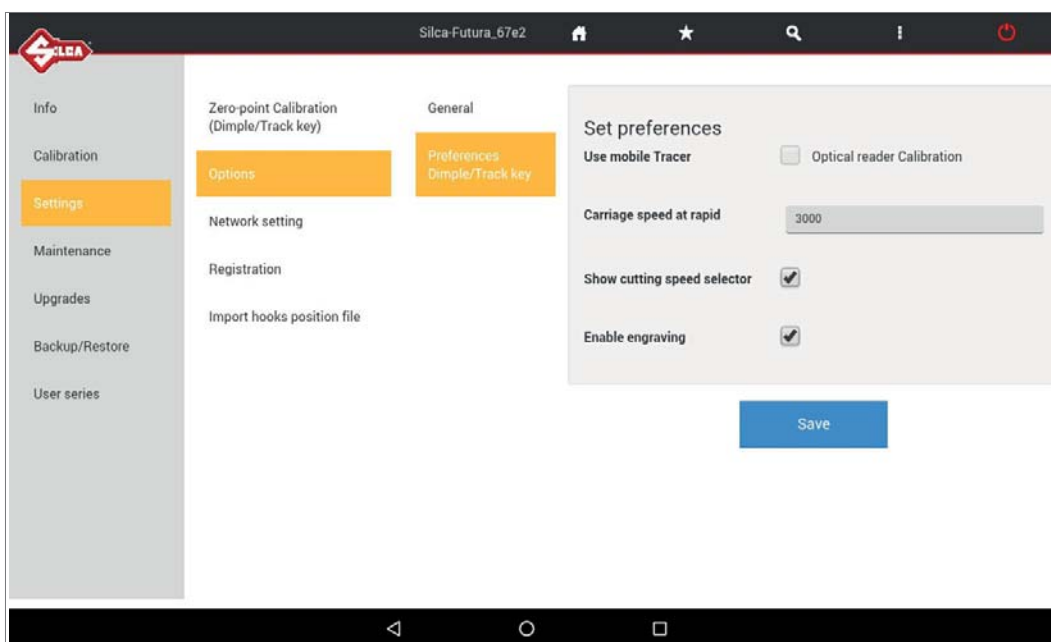 SILCA
Silca-Futura_67e2
Info
Calibration
Settings
Maintenance
Upgrades
Backup/Restore
User series
Zero-point Calibration
(Dimple/Track key)
Options
Network setting
Registration
Import hooks position file
General
Preferences
Dimple/Track key
Set preferences
Use mobile Tracer
Optical reader Calibration
Carriage speed at rapid
3000
Show cutting speed selector
Enable engraving
Save